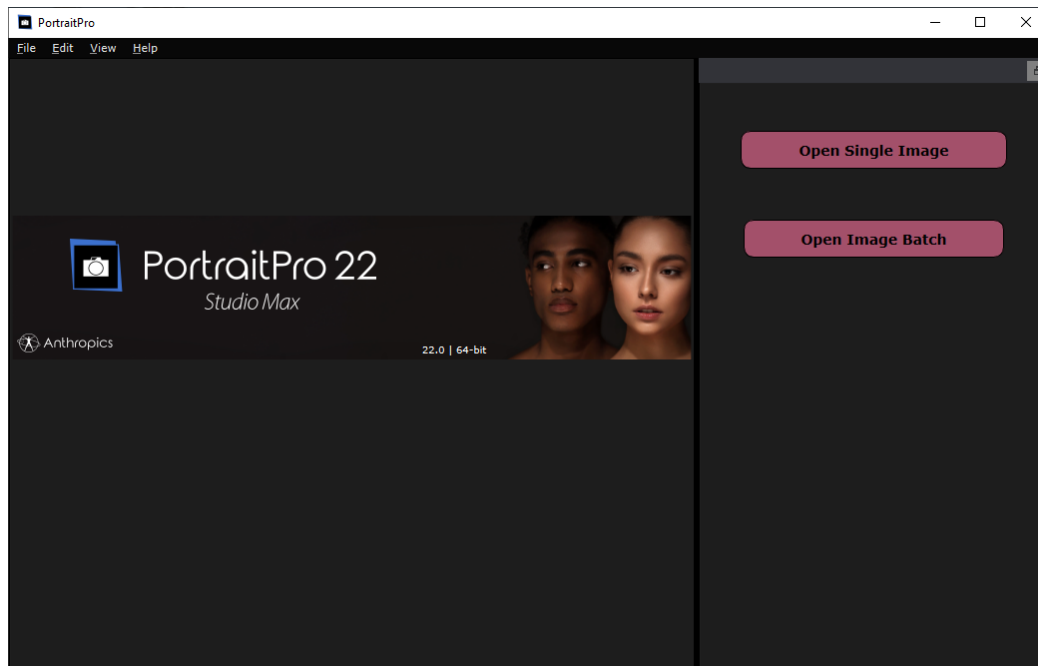 PortraitPro
File Edit View Help
PortraitPro 22
Studio Max
Anthropics
22.0 | 64-bit
Open Single Image
Open Image Batch